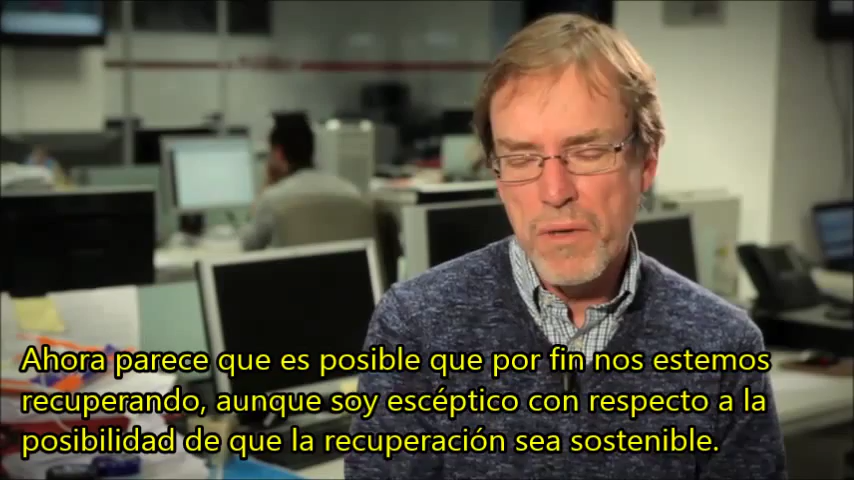 Ahora parece que es posible que por fin nos estemos
recuperando, aunque soy escéptico con respecto a la
posibilidad de que la recuperación sea sostenible.